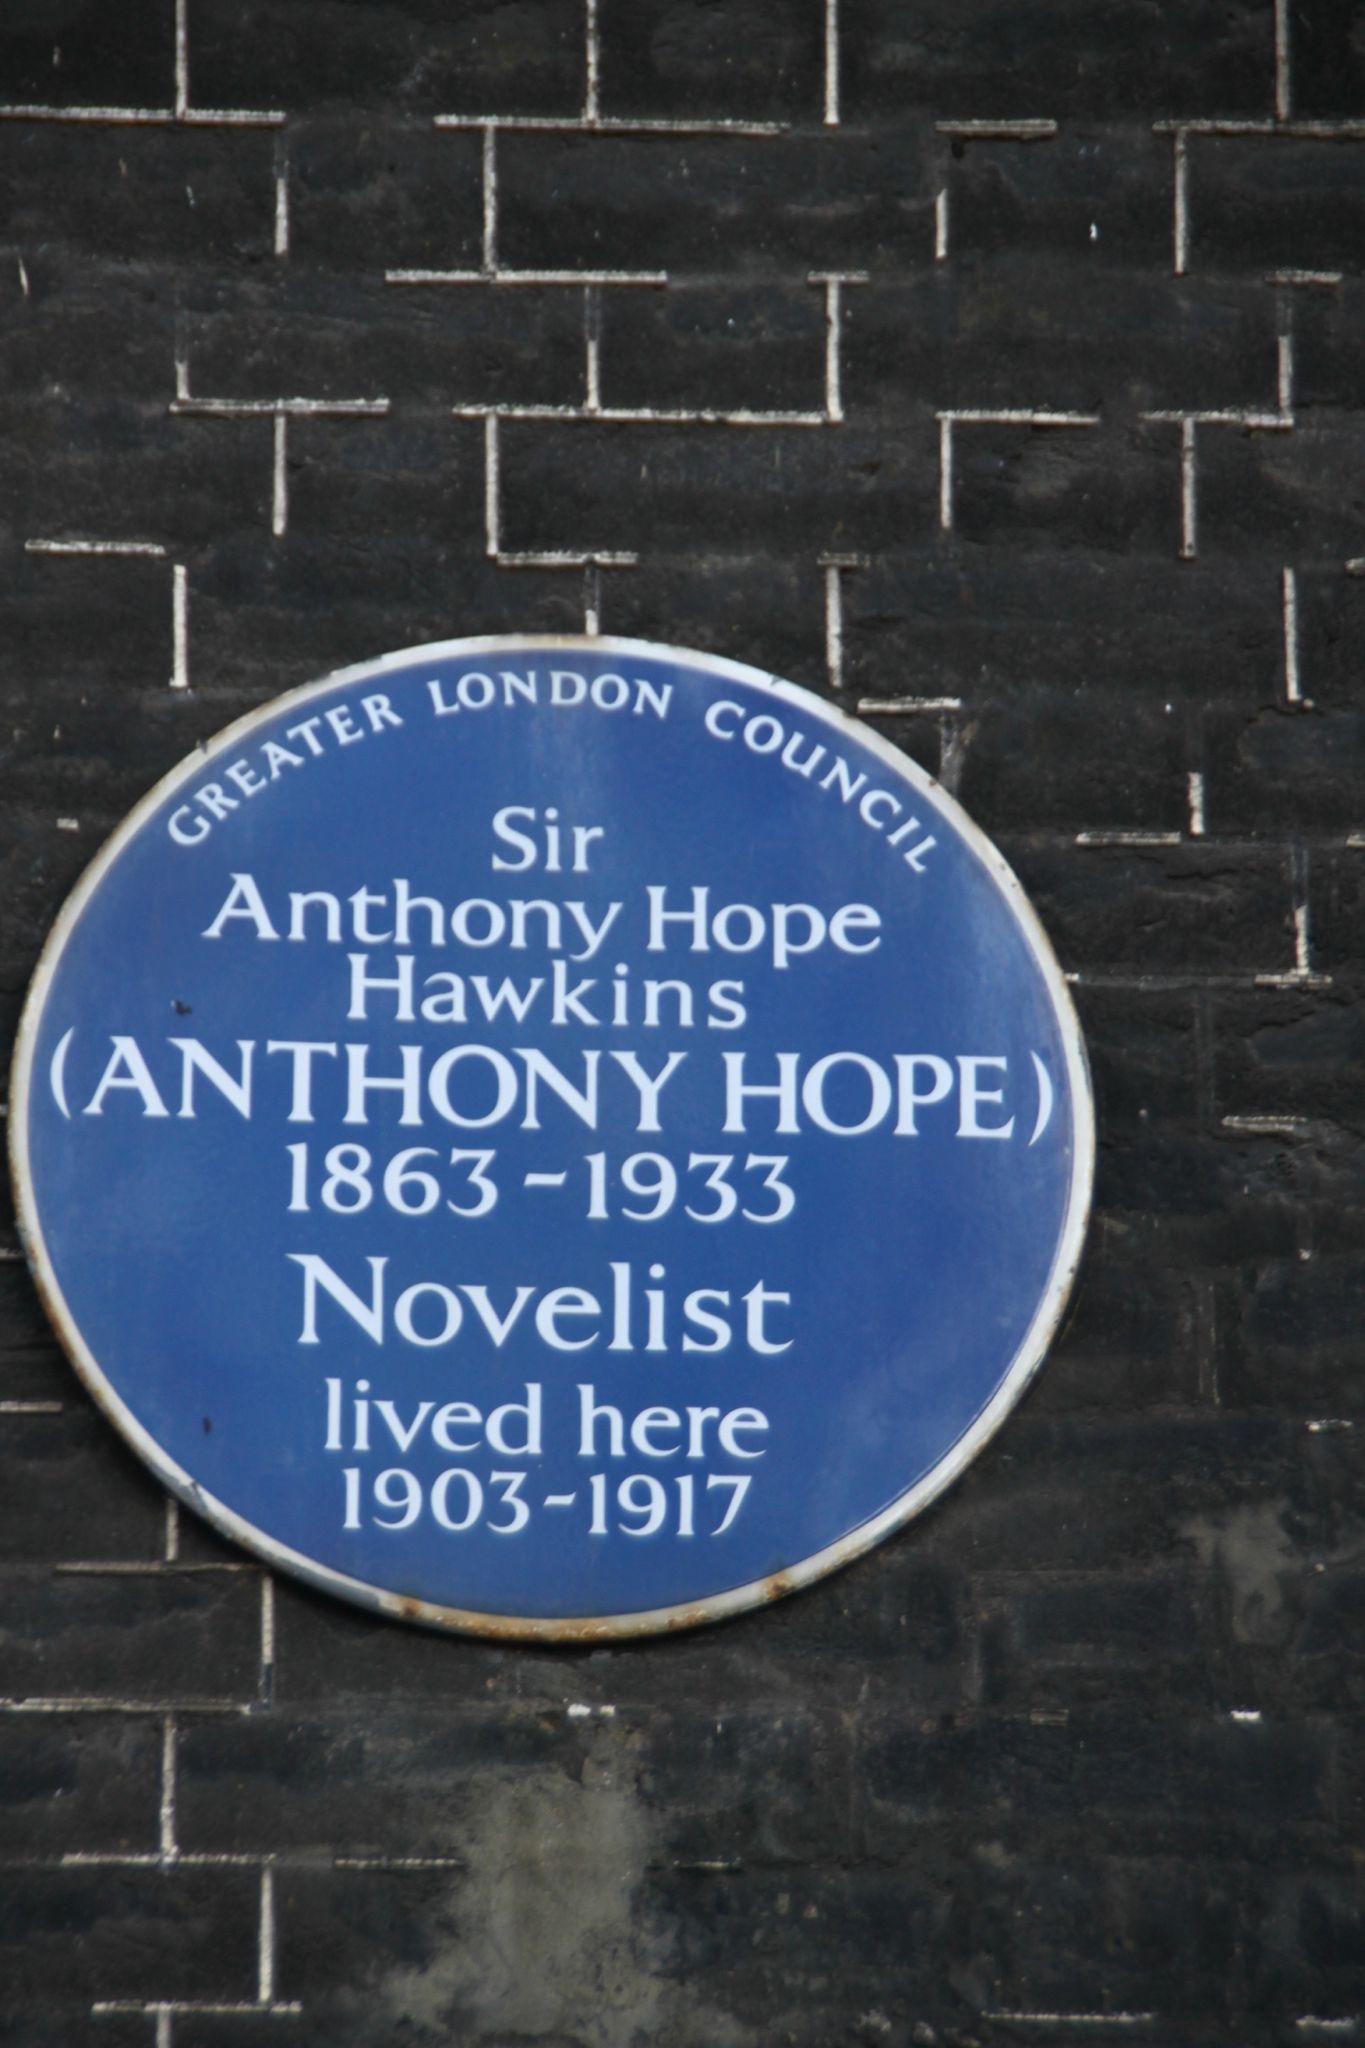 GREATER LONDON COUNCIL
Sir
Anthony Hope
Hawkins
(ANTHONY HOPE)
1863-1933
Novelist
lived here
1903-1917